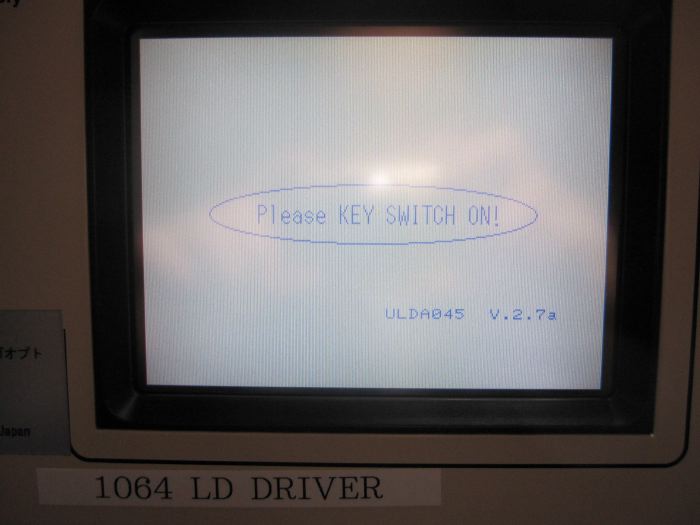 Please KEY SWITCH ON!
ULDA045 V.2.7a
オプト
Japan
1064 LD DRIVER